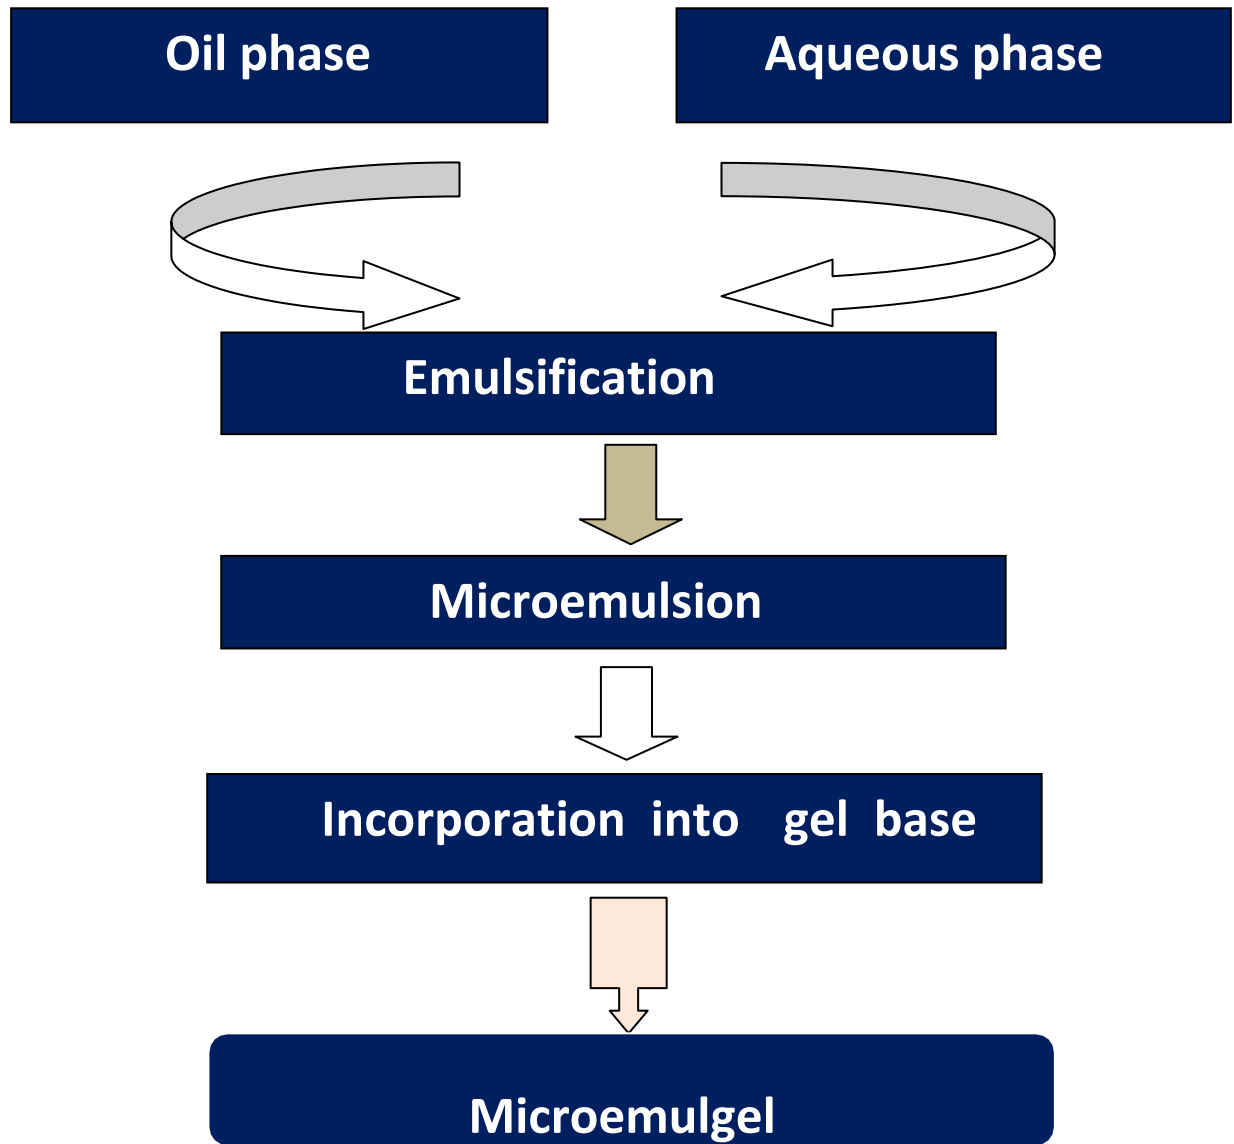 Oil phase
Aqueous phase
Emulsification
Microemulsion
Incorporation into gel base
Microemulgel